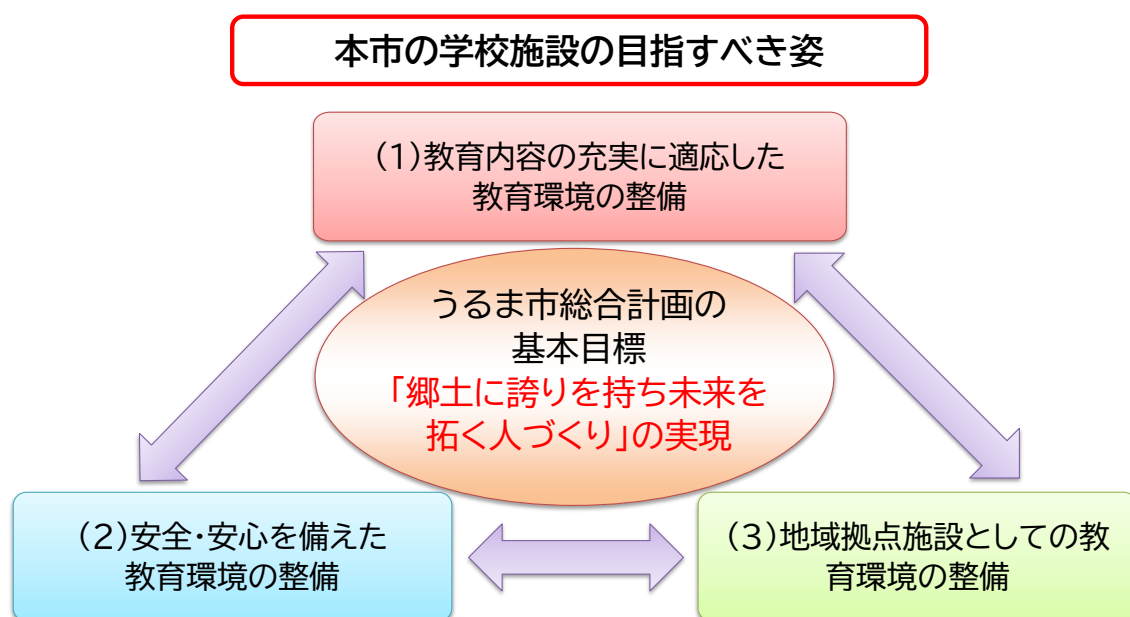 本市の学校施設の目指すべき姿
(1)教育内容の充実に適応した
教育環境の整備
うるま市総合計画の
基本目標
「郷土に誇りを持ち未来を
拓く人づくり」の実現
(2)安全・安心を備えた
教育環境の整備
(3)地域拠点施設としての教
育環境の整備